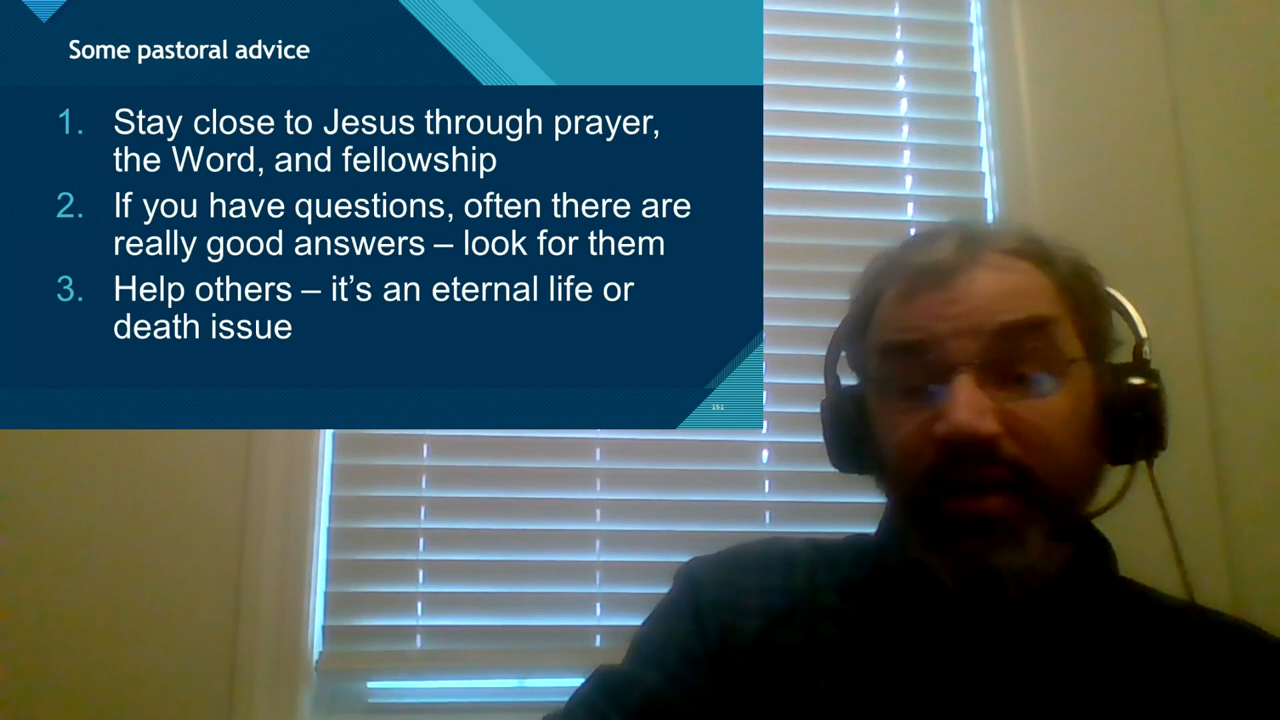 Some pastoral advice
1. Stay close to Jesus through prayer,
the Word, and fellowship
2. If you have questions, often there are
really good answers – look for them
3. Help others – it’s an eternal life or
death issue
151